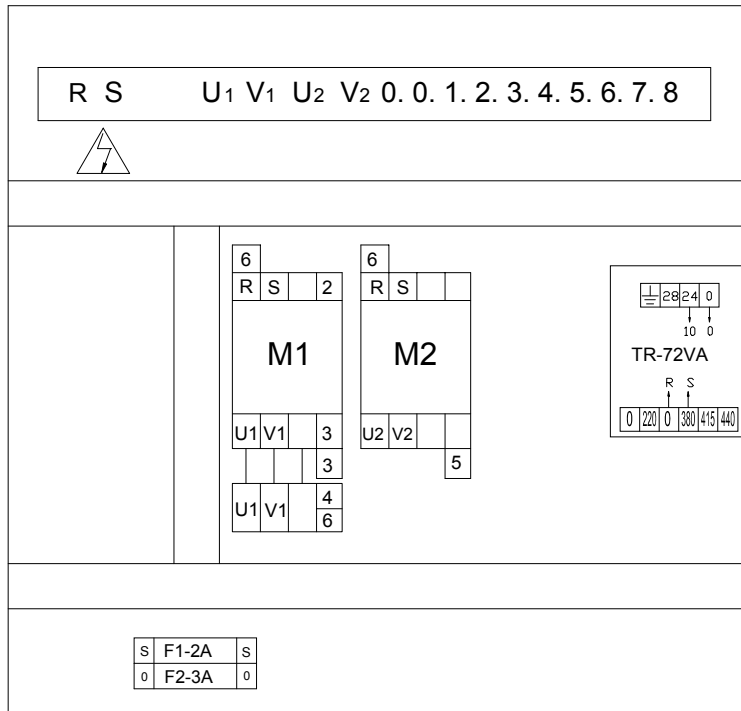 R S U1 V1 U2 V2 0. 0. 1. 2. 3. 4. 5. 6. 7. 8
6 6
R S 2 R S
28 24 0
10 0
M1 M2 TR-72VA
R S
0 220 0 380 415 440
U1 V1 3 U2 V2
3 5
U1 V1 4
6
S F1-2A S
0 F2-3A 0